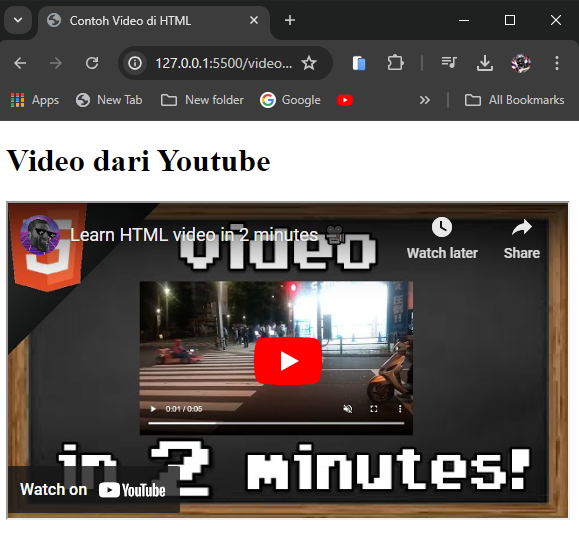 Contoh Video di HTML
127.0.0.1:5500/video...
Apps
New Tab
New folder
Google
All Bookmarks
Video dari Youtube
Learn HTML video in 2 minutes 🎥
Watch later
Share
5
video
0:01 / 0:05
in 2 minutes!
Watch on YouTube